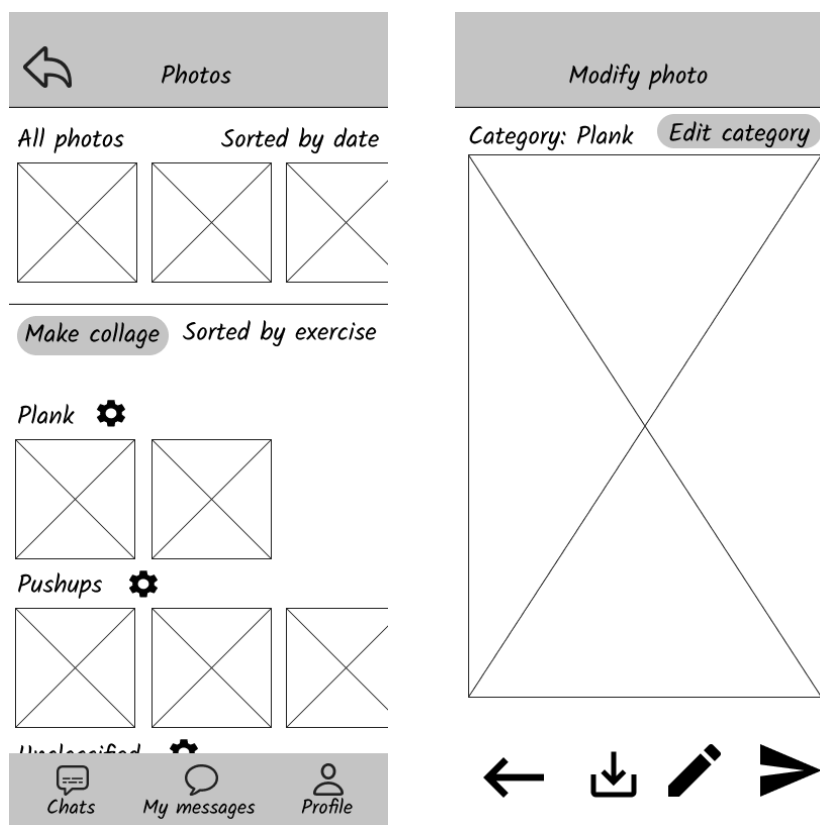 Photos
All photos
Sorted by date
Make collage
Sorted by exercise
Plank
Pushups
Unclassified
Chats
My messages
Profile
Modify photo
Category: Plank
Edit category